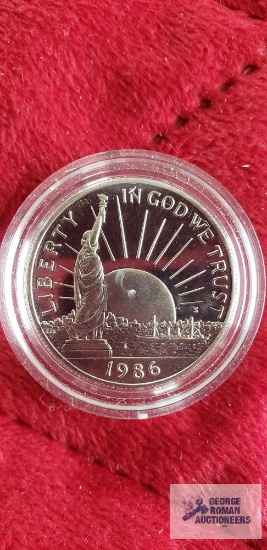 LIBERTY
IN GOD WE TRUST
S
1986
GEORGE
ROMAN
AUCTIONEERS